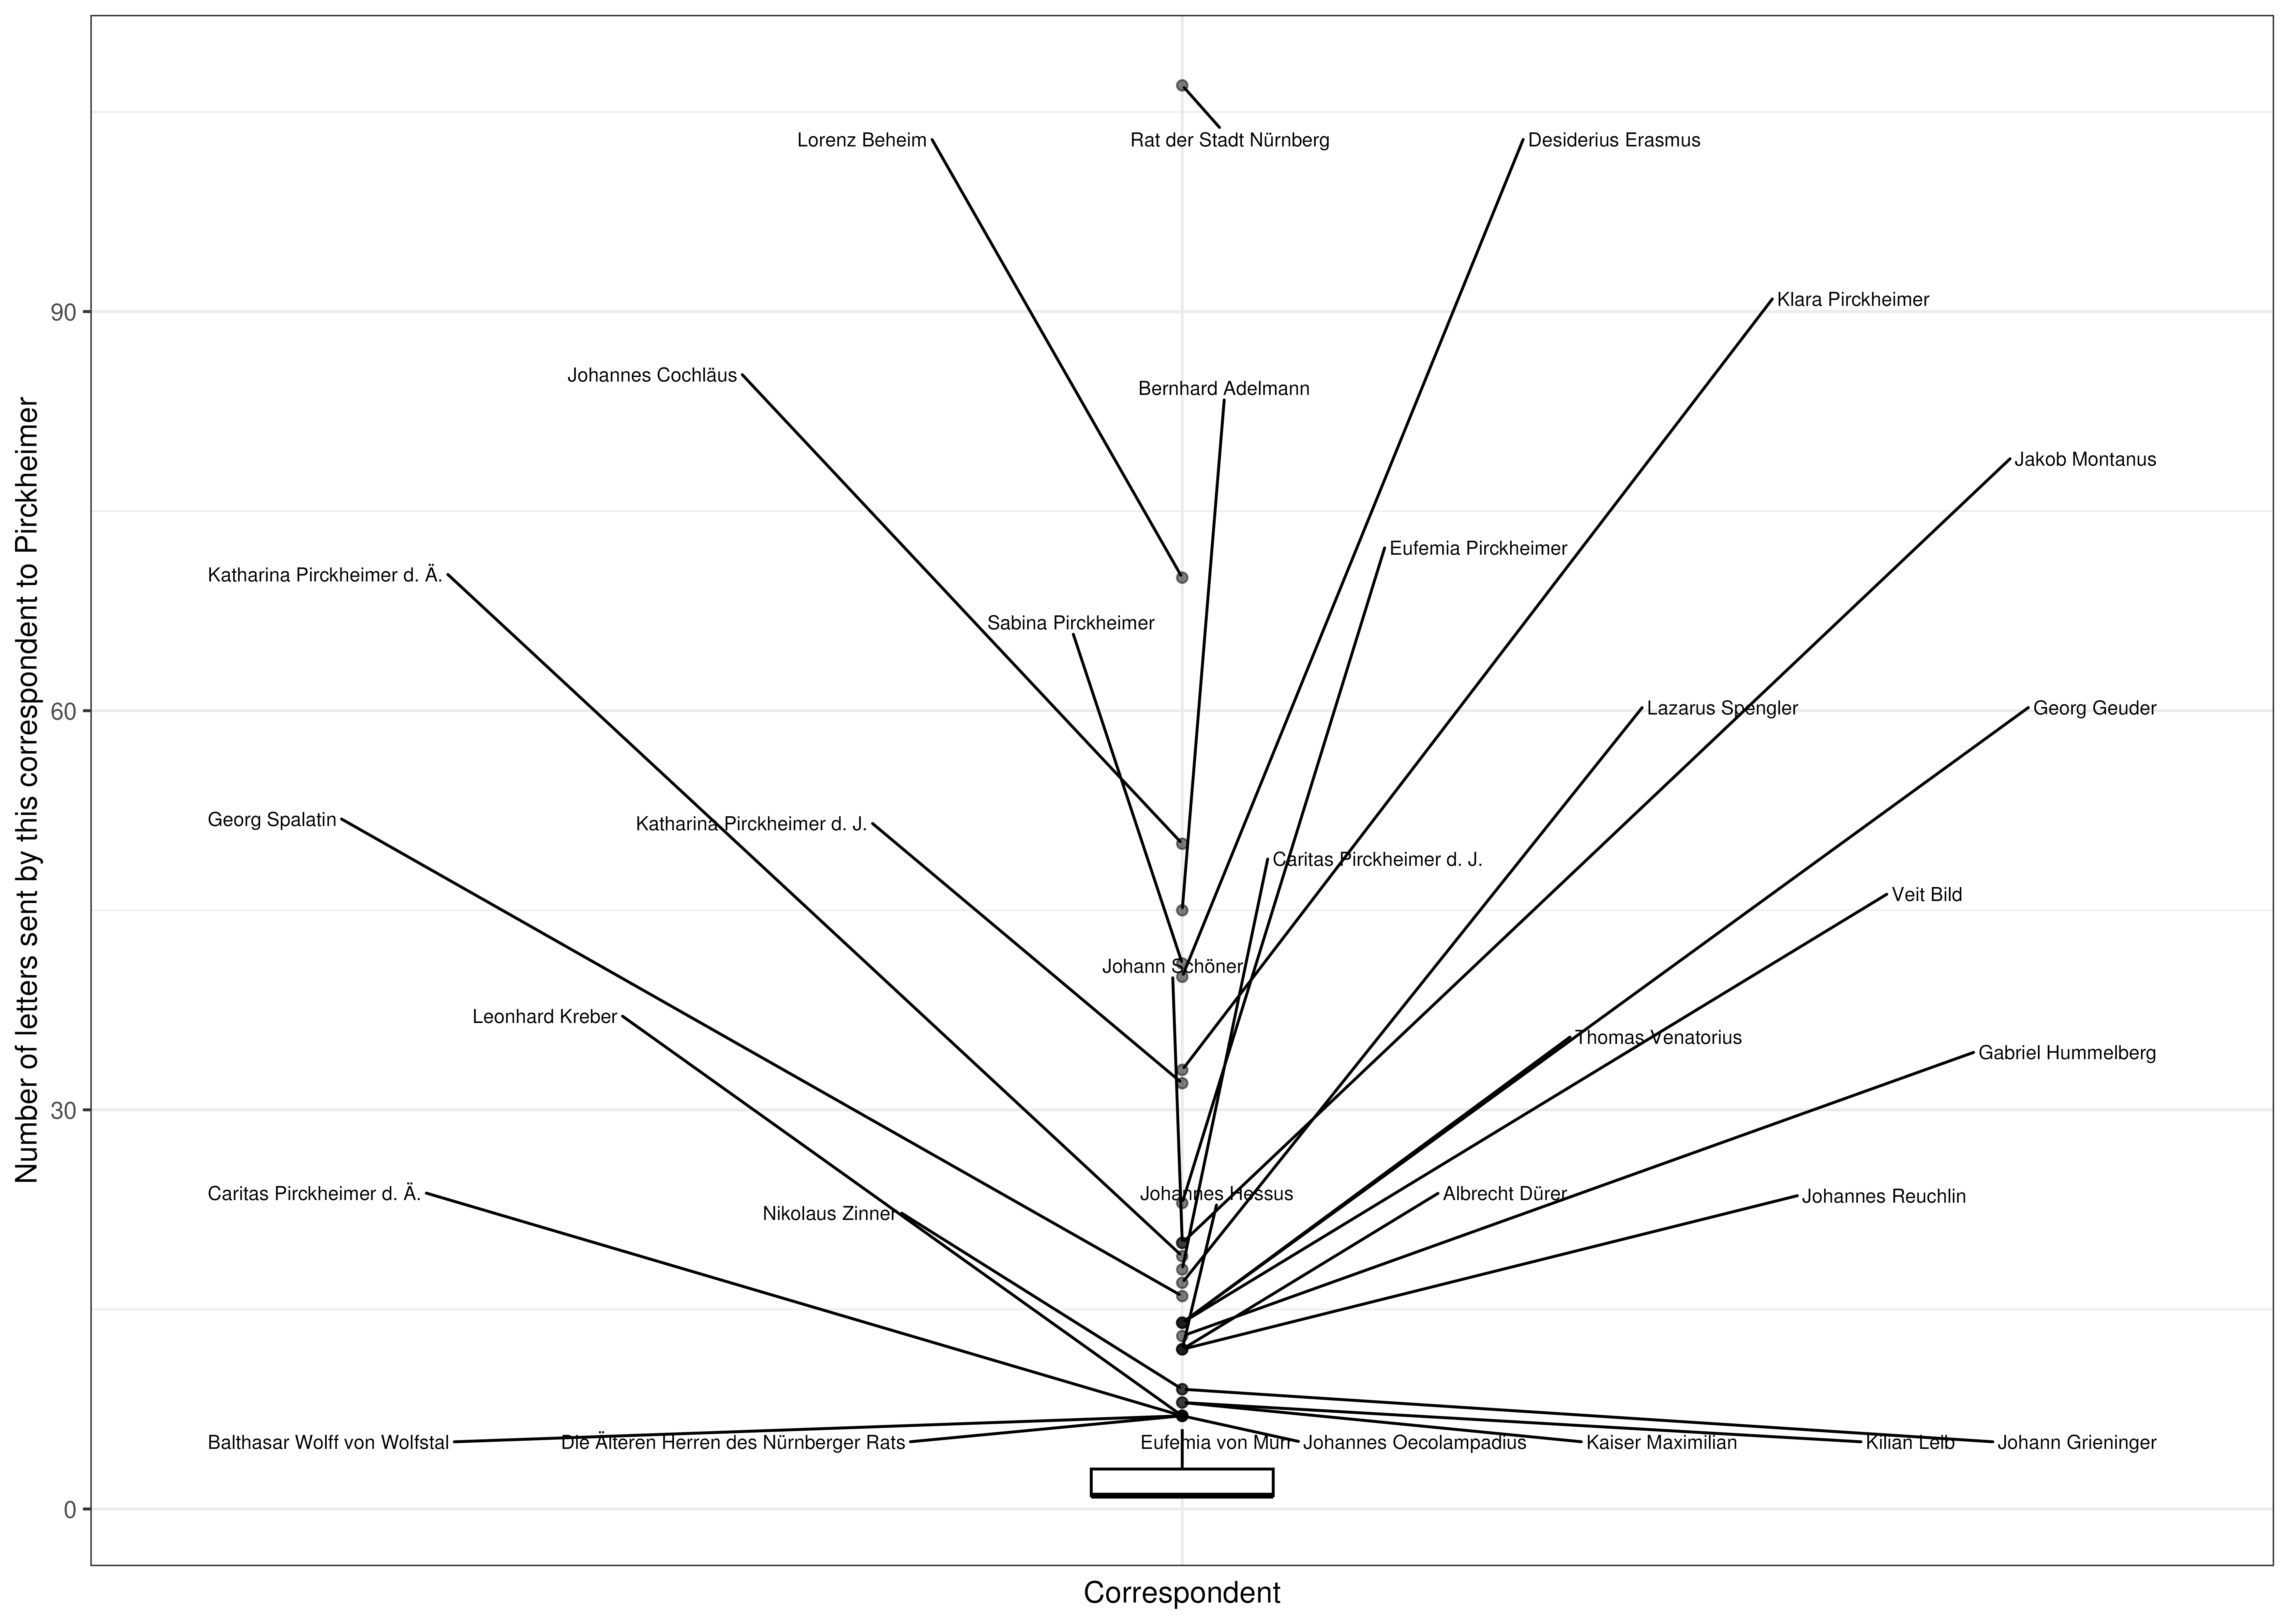 Lorenz Beheim
Rat der Stadt Nürnberg
Desiderius Erasmus
90
Klara Pirckheimer
Johannes Cochläus
Bernhard Adelmann
Jakob Montanus
Eufemia Pirckheimer
Katharina Pirckheimer d. Ä.
Sabina Pirckheimer
60
Lazarus Spengler
Georg Geuder
Georg Spalatin
Katharina Pirckheimer d. J.
Caritas Pirckheimer d. J.
Veit Bild
Johann Schöner
Leonhard Kreber
Thomas Venatorius
Gabriel Hummelberg
30
Caritas Pirckheimer d. Ä.
Johannes Hessus
Albrecht Dürer
Johannes Reuchlin
Nikolaus Zinner
Balthasar Wolff von Wolfstal
Die Älteren Herren des Nürnberger Rats
Eufemia von Murr
Johannes Oecolampadius
Kaiser Maximilian
Kilian Leib
Johann Grieninger
0
Number of letters sent by this correspondent to Pirckheimer
Correspondent